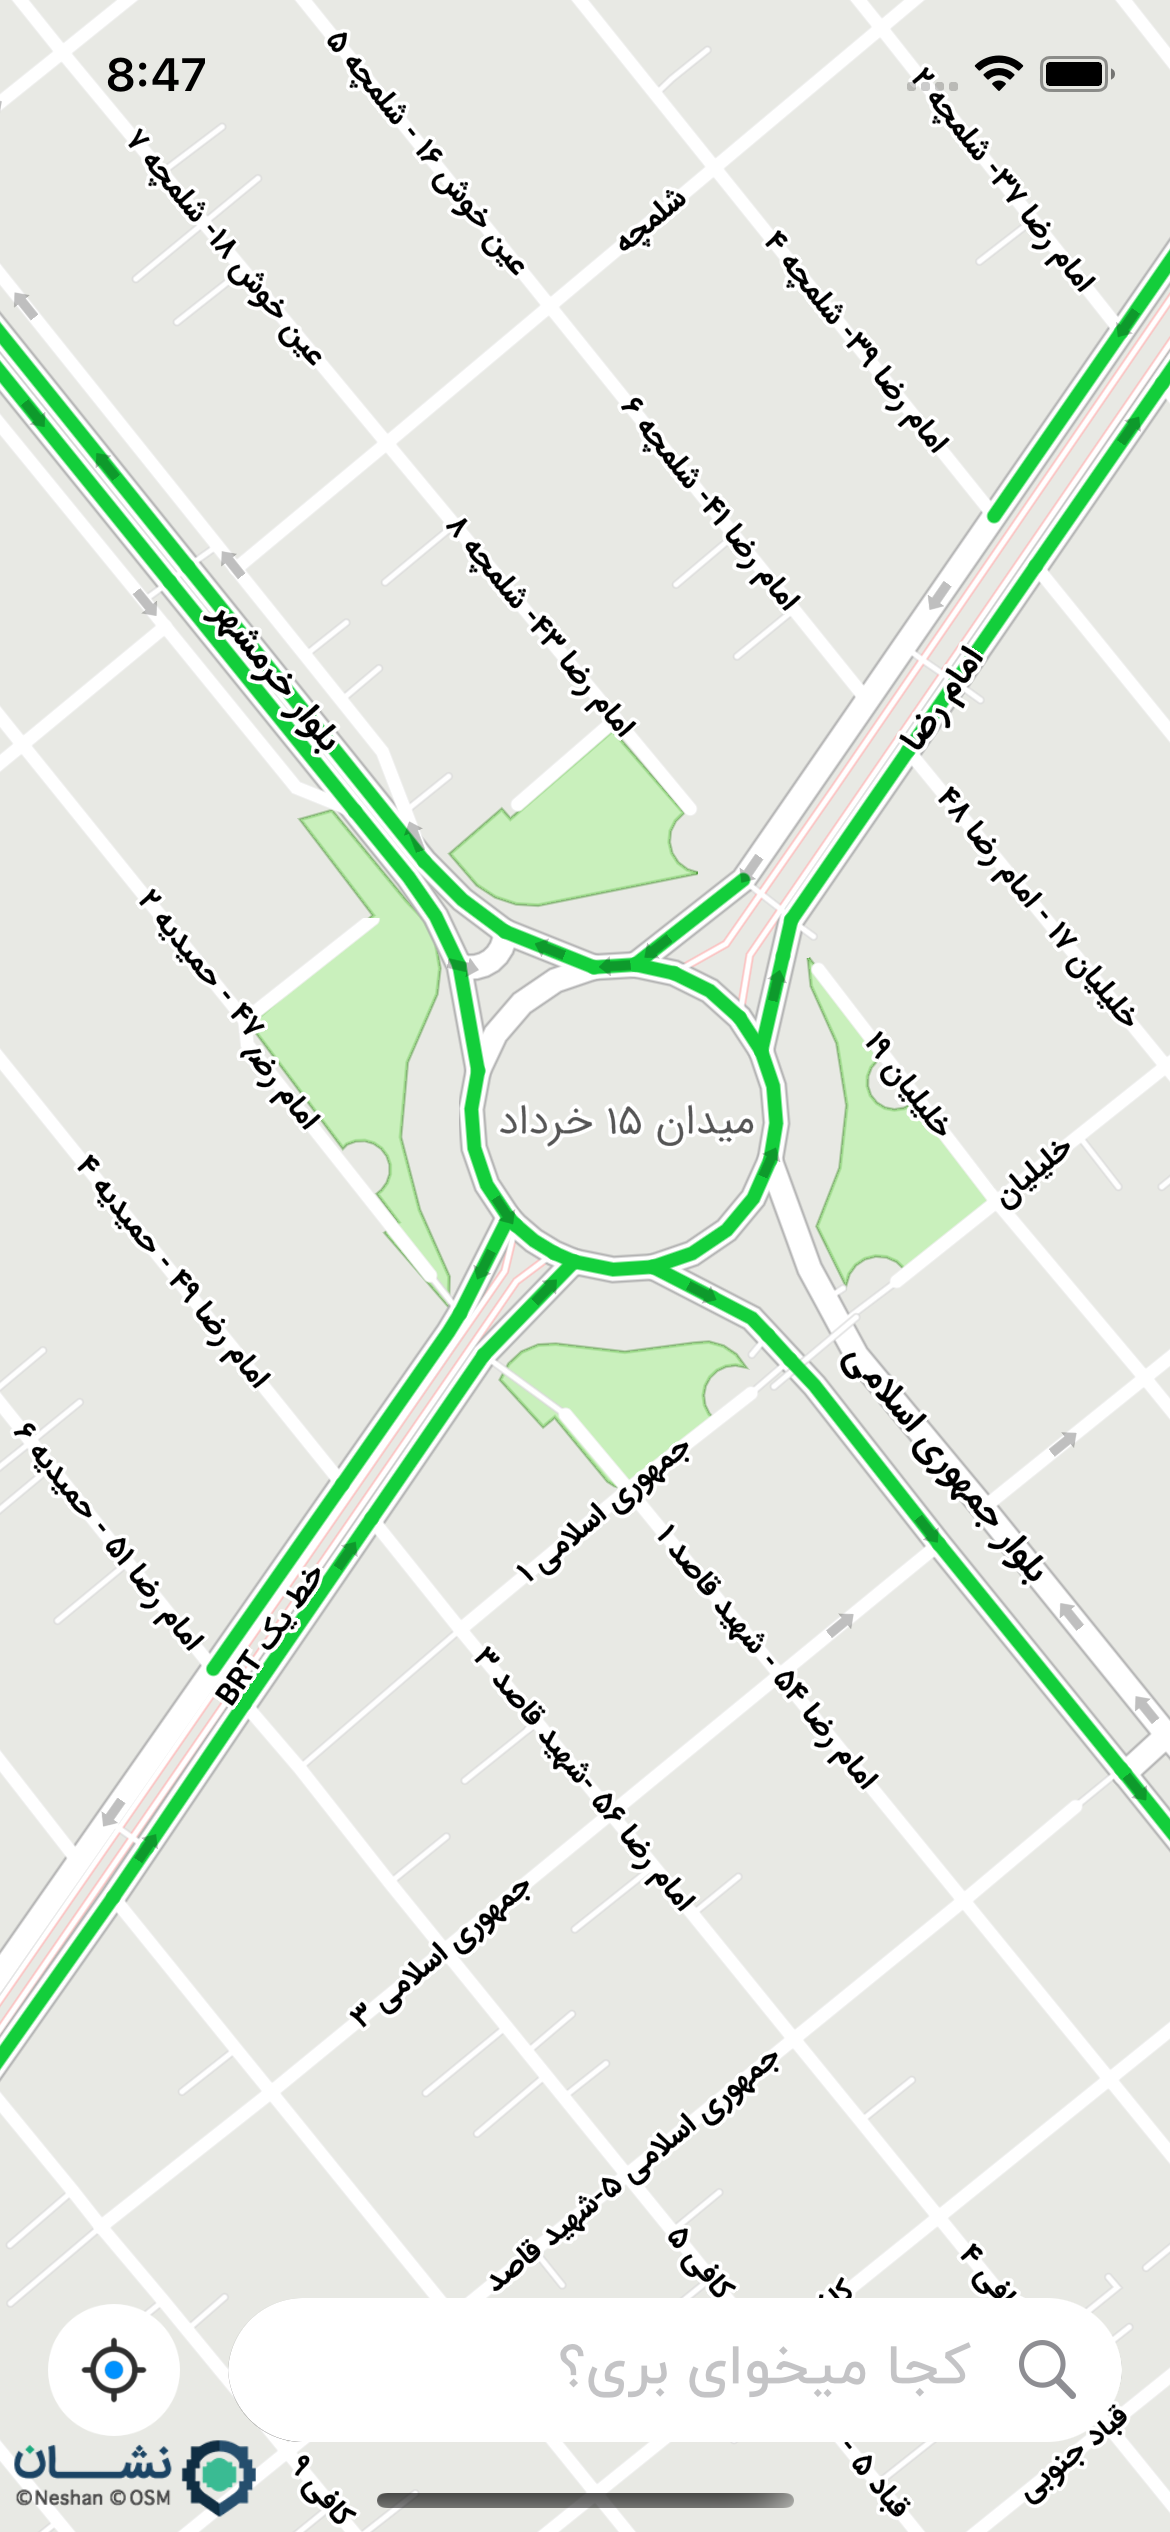 8:47
عین خوش ۱۶ - شلمچه ۵
امام رضا ۳۷- شلمچه ۲
عین خوش ۱۸- شلمچه ۷
شلمچه
امام رضا ۳۹- شلمچه ۴
امام رضا ۴۱- شلمچه ۶
امام رضا ۴۳- شلمچه ۸
بلوار خرمشهر
امام رضا
خلیلیان ۱۷ - امام رضا ۴۸
امام رضا ۴۷ - حمیدیه ۲
خلیلیان ۱۹
میدان ۱۵ خرداد
خلیلیان
امام رضا ۴۹ - حمیدیه ۴
بلوار جمهوری اسلامی
امام رضا ۵۱ - حمیدیه ۶
جمهوری اسلامی ۱
خط یک BRT
امام رضا ۵۴ - شهید قاصد ۱
امام رضا ۵۶ -شهید قاصد ۳
جمهوری اسلامی ۳
جمهوری اسلامی ۵-شهید قاصد
کافی ۵
کجا میخوای بری؟
قباد جنوبی
قباد ۵ -
کافی ۹
نشان
©Neshan ©OSM